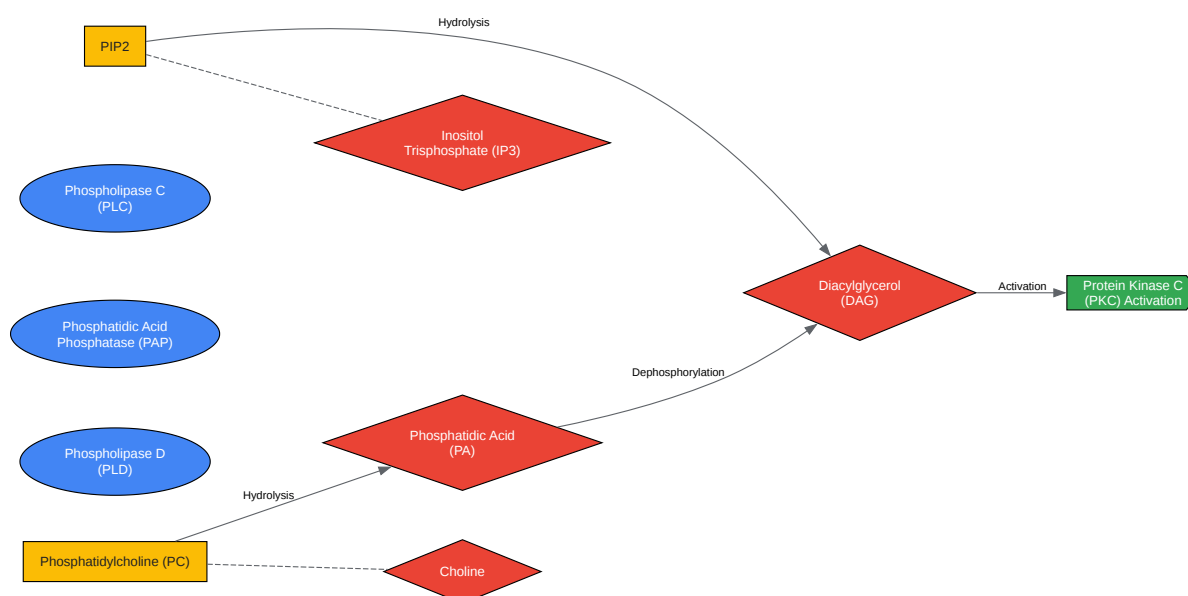 Hydrolysis
PIP2
Inositol
Trisphosphate (IP3)
Phospholipase C
(PLC)
Diacylglycerol
(DAG)
Activation
Protein Kinase C
(PKC) Activation
Phosphatidic Acid
Phosphatase (PAP)
Dephosphorylation
Phosphatidic Acid
(PA)
Phospholipase D
(PLD)
Hydrolysis
Phosphatidylcholine (PC)
Choline